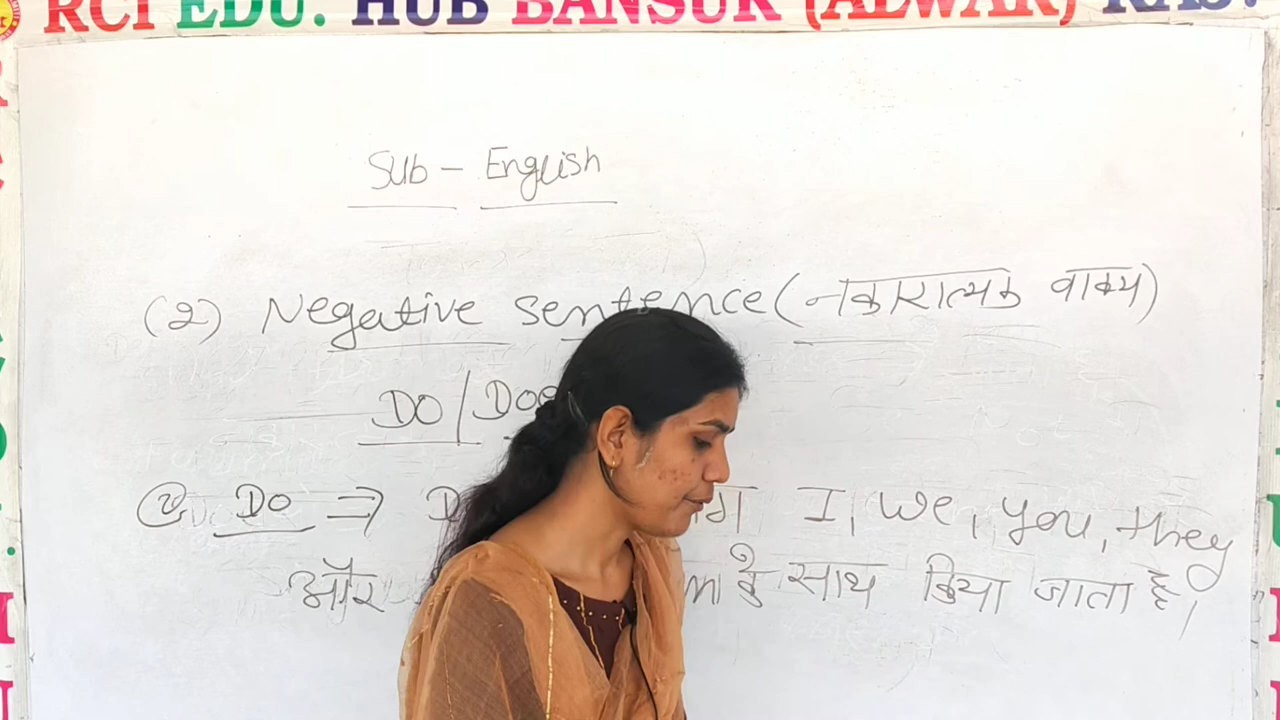 RCI EDU. HUB BANSUR (ALWAR) RAJ.
Sub - English
(2) Negative sentence (नकारात्मक वाक्य)
DO / Doe
DO ⇒ D I, we, you, they
और के साथ किया जाता है।